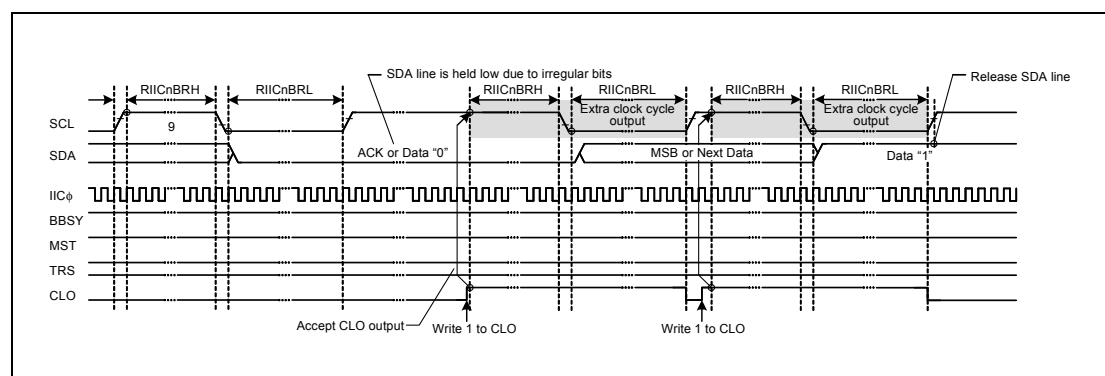 SDA line is held low due to irregular bits
Release SDA line
RIICnBRH
RIICnBRL
RIICnBRH
RIICnBRL
RIICnBRH
RIICnBRL
SCL
9
Extra clock cycle
output
Extra clock cycle
output
SDA
ACK or Data “0”
MSB or Next Data
Data “1”
IICϕ
BBSY
MST
TRS
CLO
Accept CLO output
Write 1 to CLO
Write 1 to CLO